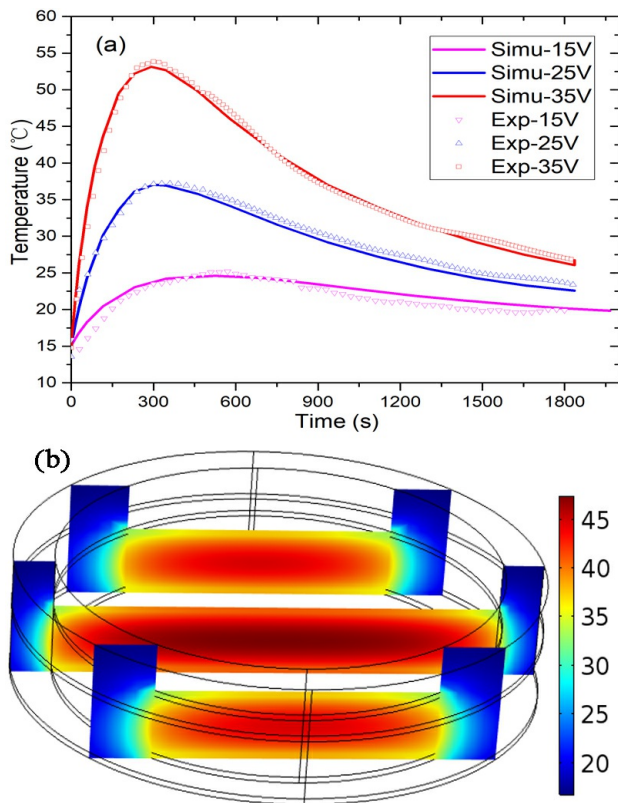 (a)
Simu-15V
Simu-25V
Simu-35V
Exp-15V
Exp-25V
Exp-35V
Temperature (℃)
60
55
50
45
40
35
30
25
20
15
10
0 300 600 900 1200 1500 1800
Time (s)
(b)
45
40
35
30
25
20